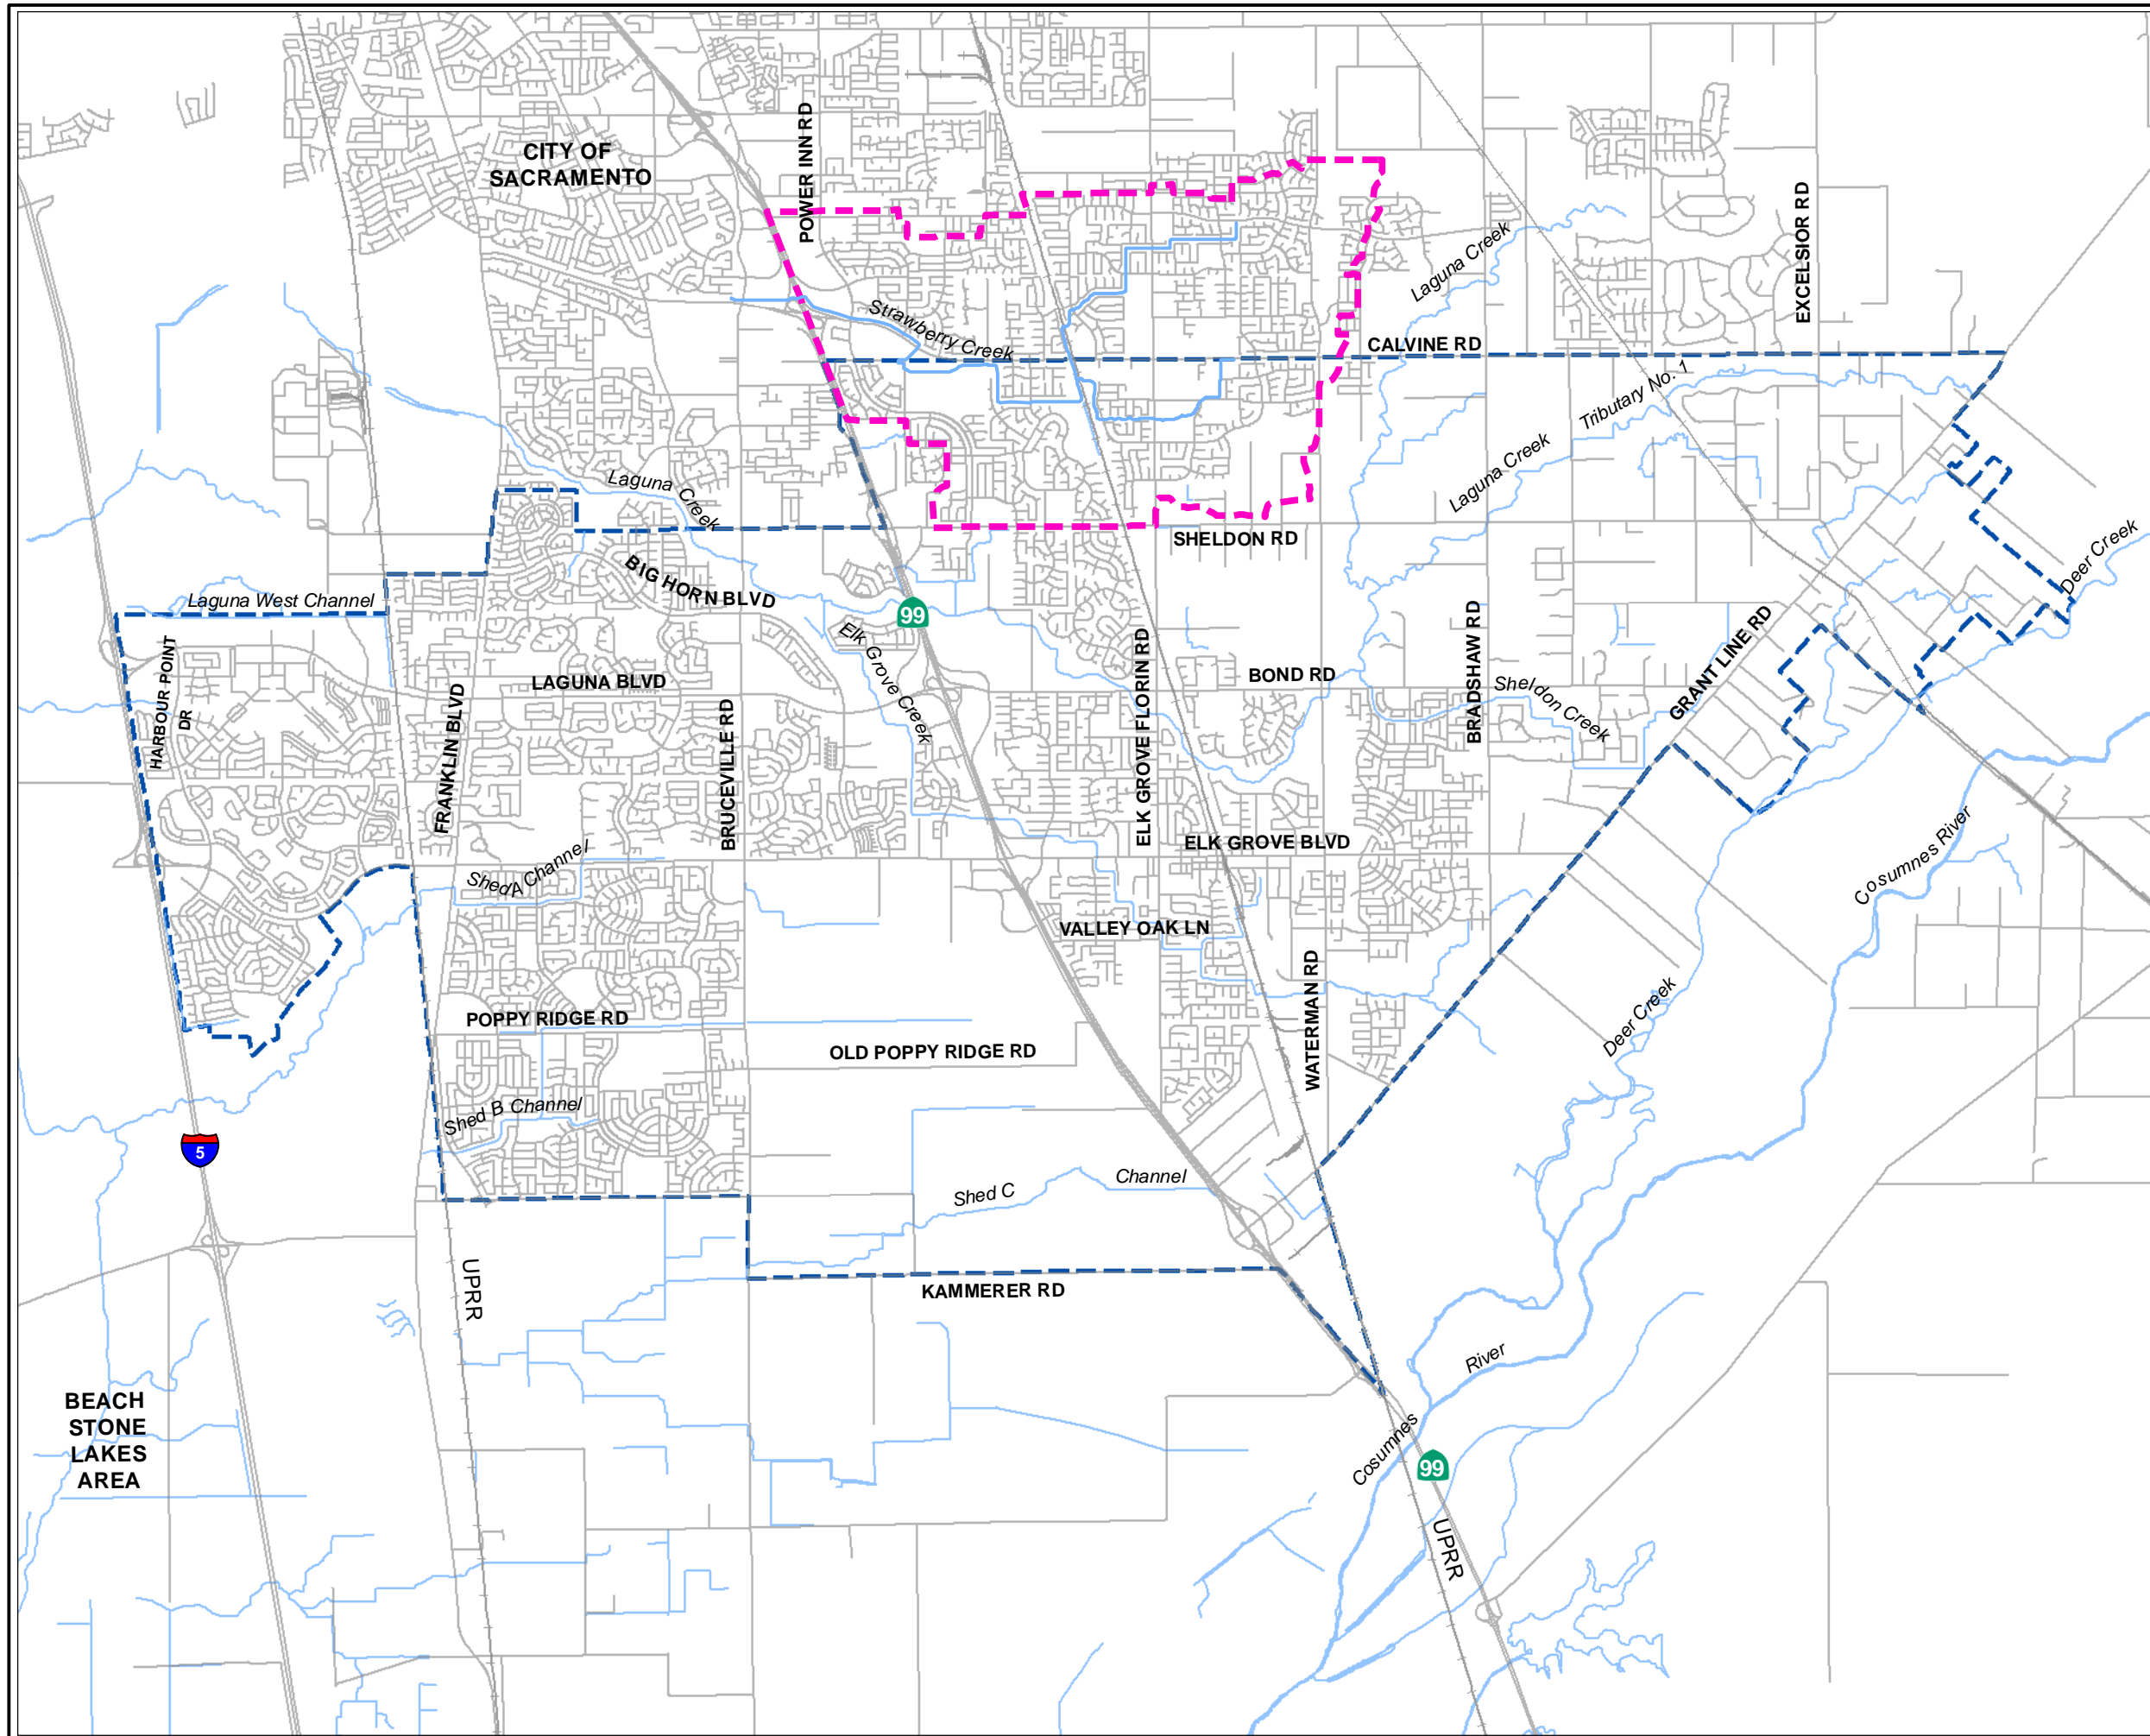 CITY OF
SACRAMENTO
POWER INN RD
EXCELSIOR RD
Laguna Creek
Strawberry Creek
CALVINE RD
Tributary No. 1
Laguna Creek
Laguna Creek
SHELDON RD
Deer Creek
BIG HORN BLVD
Laguna West Channel
99
Elk Grove Creek
HARBOUR POINT
DR
LAGUNA BLVD
FRANKLIN BLVD
BRUCEVILLE RD
ELK GROVE FLORIN RD
BOND RD
BRADSHAW RD
Sheldon Creek
GRANT LINE RD
ELK GROVE BLVD
Shed A Channel
Cosumnes River
VALLEY OAK LN
WATERMAN RD
POPPY RIDGE RD
OLD POPPY RIDGE RD
Deer Creek
Shed B Channel
5
Shed C
Channel
UPRR
KAMMERER RD
River
Cosumnes
BEACH
STONE
LAKES
AREA
99
UPRR